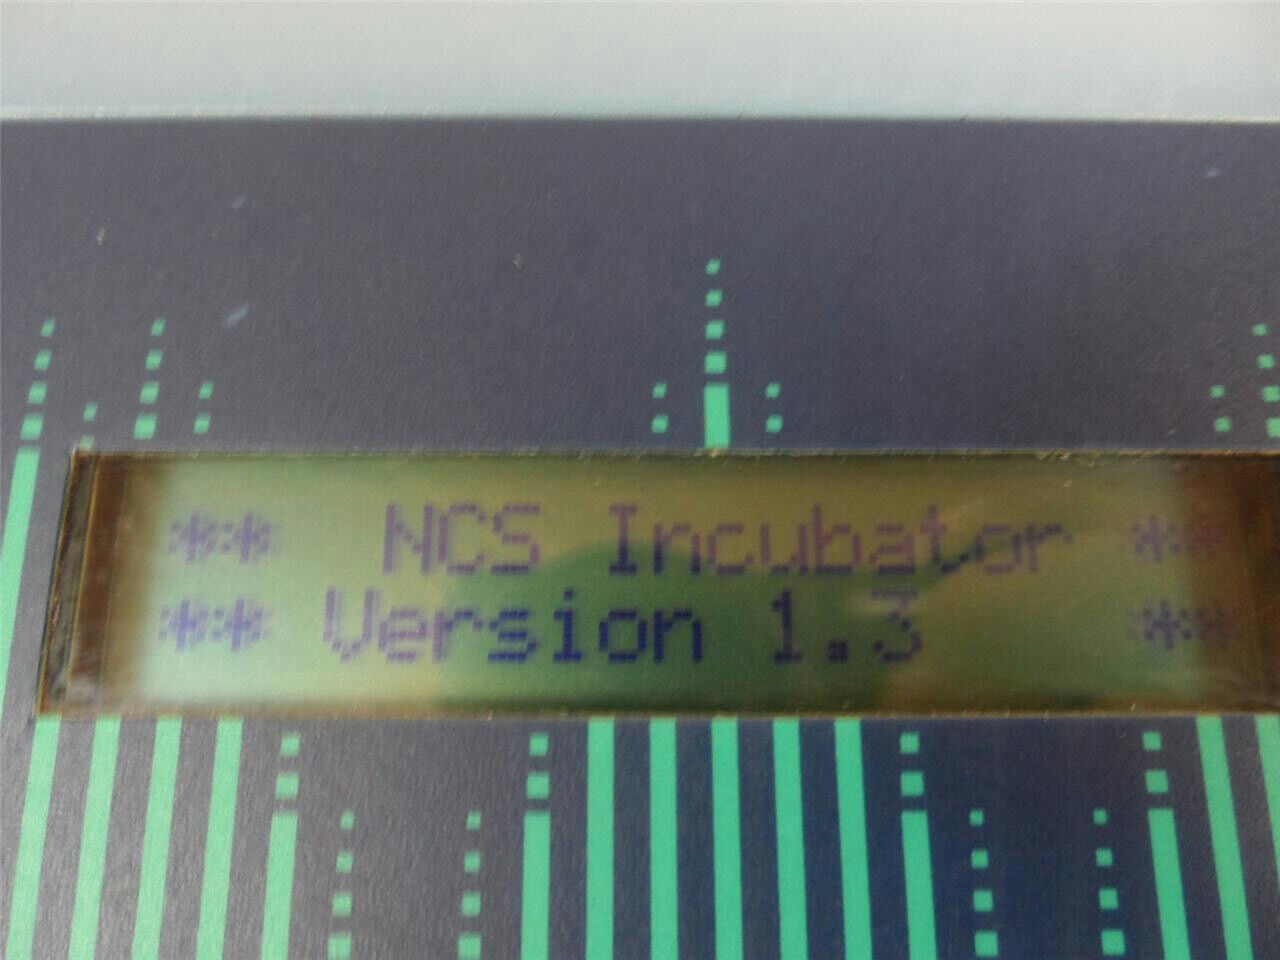 ** NCS Incubator **
** Version 1.3 **